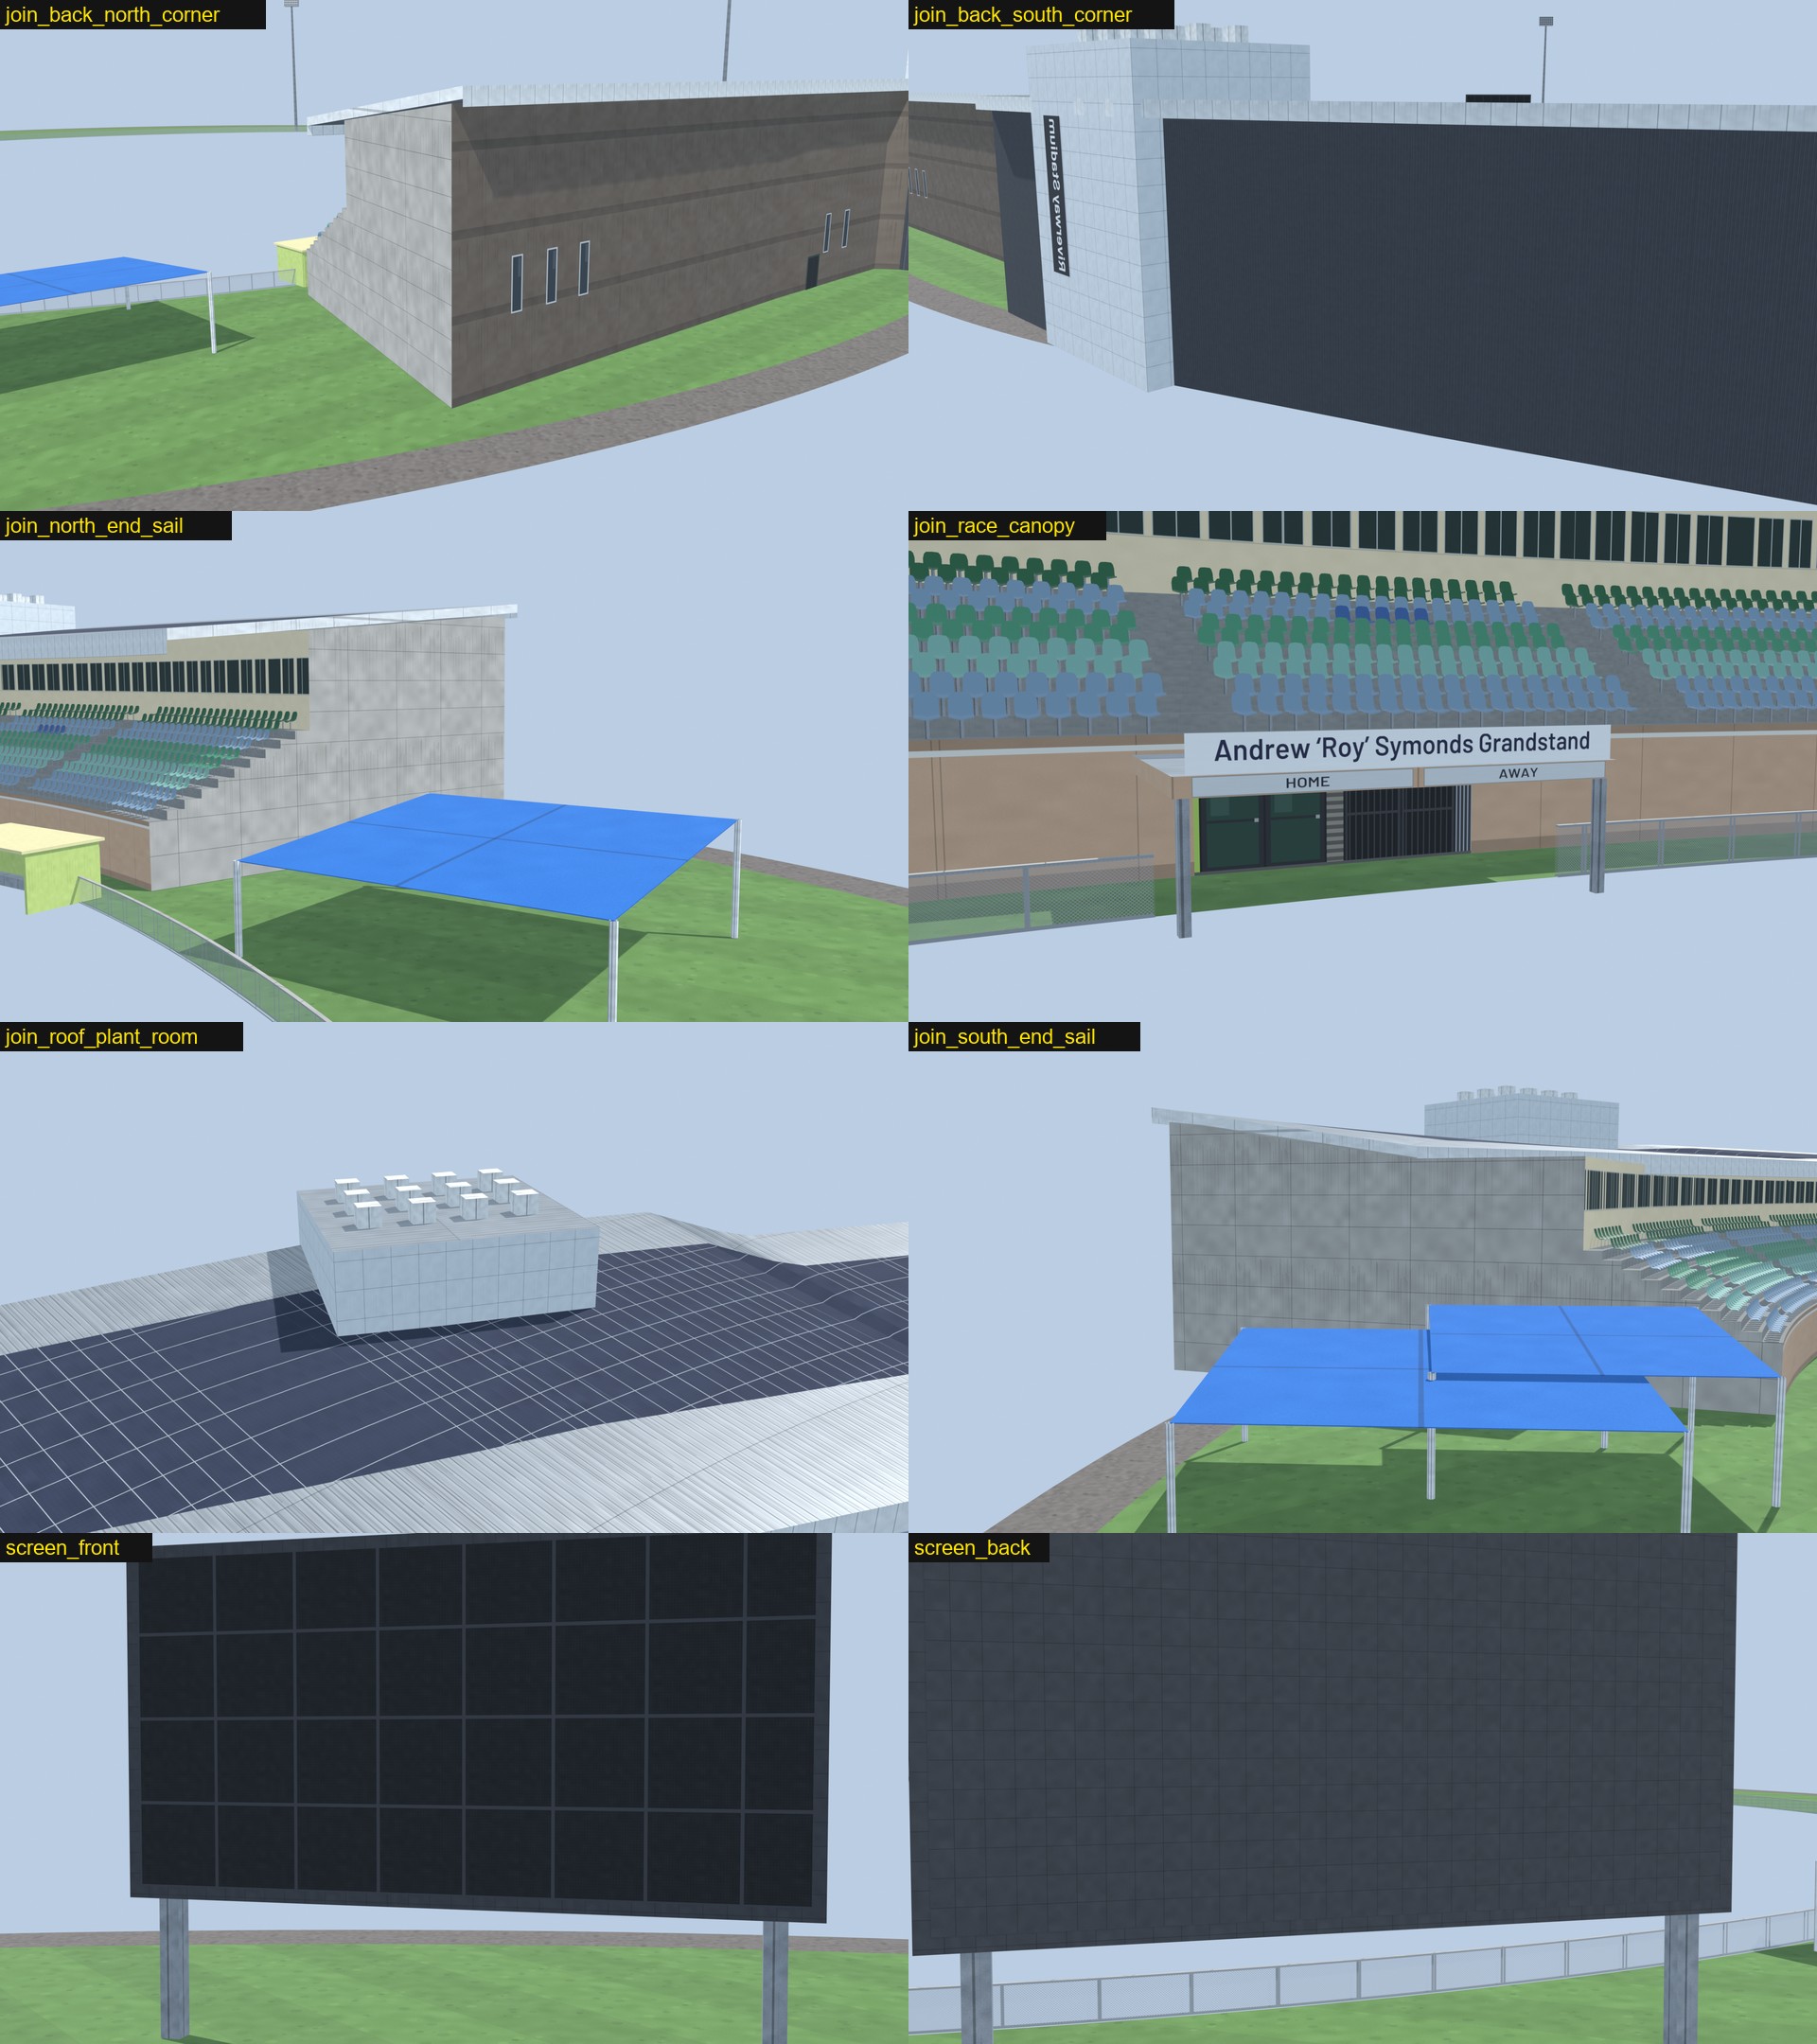 join_back_north_corner
join_back_south_corner
Riverway Stadium
join_north_end_sail
join_race_canopy
Andrew ‘Roy’ Symonds Grandstand
HOME
AWAY
join_roof_plant_room
join_south_end_sail
screen_front
screen_back